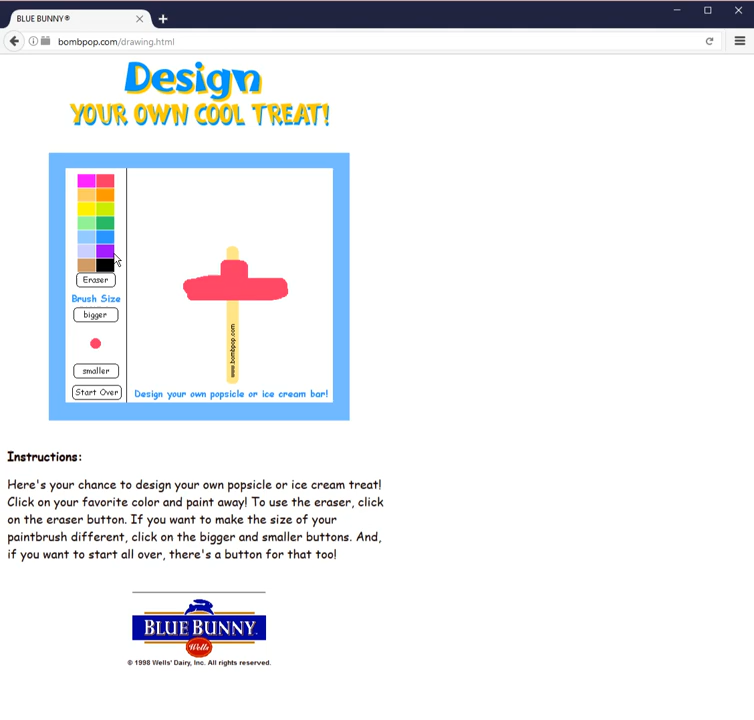 BLUE BUNNY®
bombpop.com/drawing.html
Design
YOUR OWN COOL TREAT!
Eraser
Brush Size
bigger
smaller
Start Over
www.bombpop.com
Design your own popsicle or ice cream bar!
Instructions:
Here's your chance to design your own popsicle or ice cream treat!
Click on your favorite color and paint away! To use the eraser, click
on the eraser button. If you want to make the size of your
paintbrush different, click on the bigger and smaller buttons. And,
if you want to start all over, there's a button for that too!
BLUE BUNNY.
Wells
© 1998 Wells' Dairy, Inc. All rights reserved.